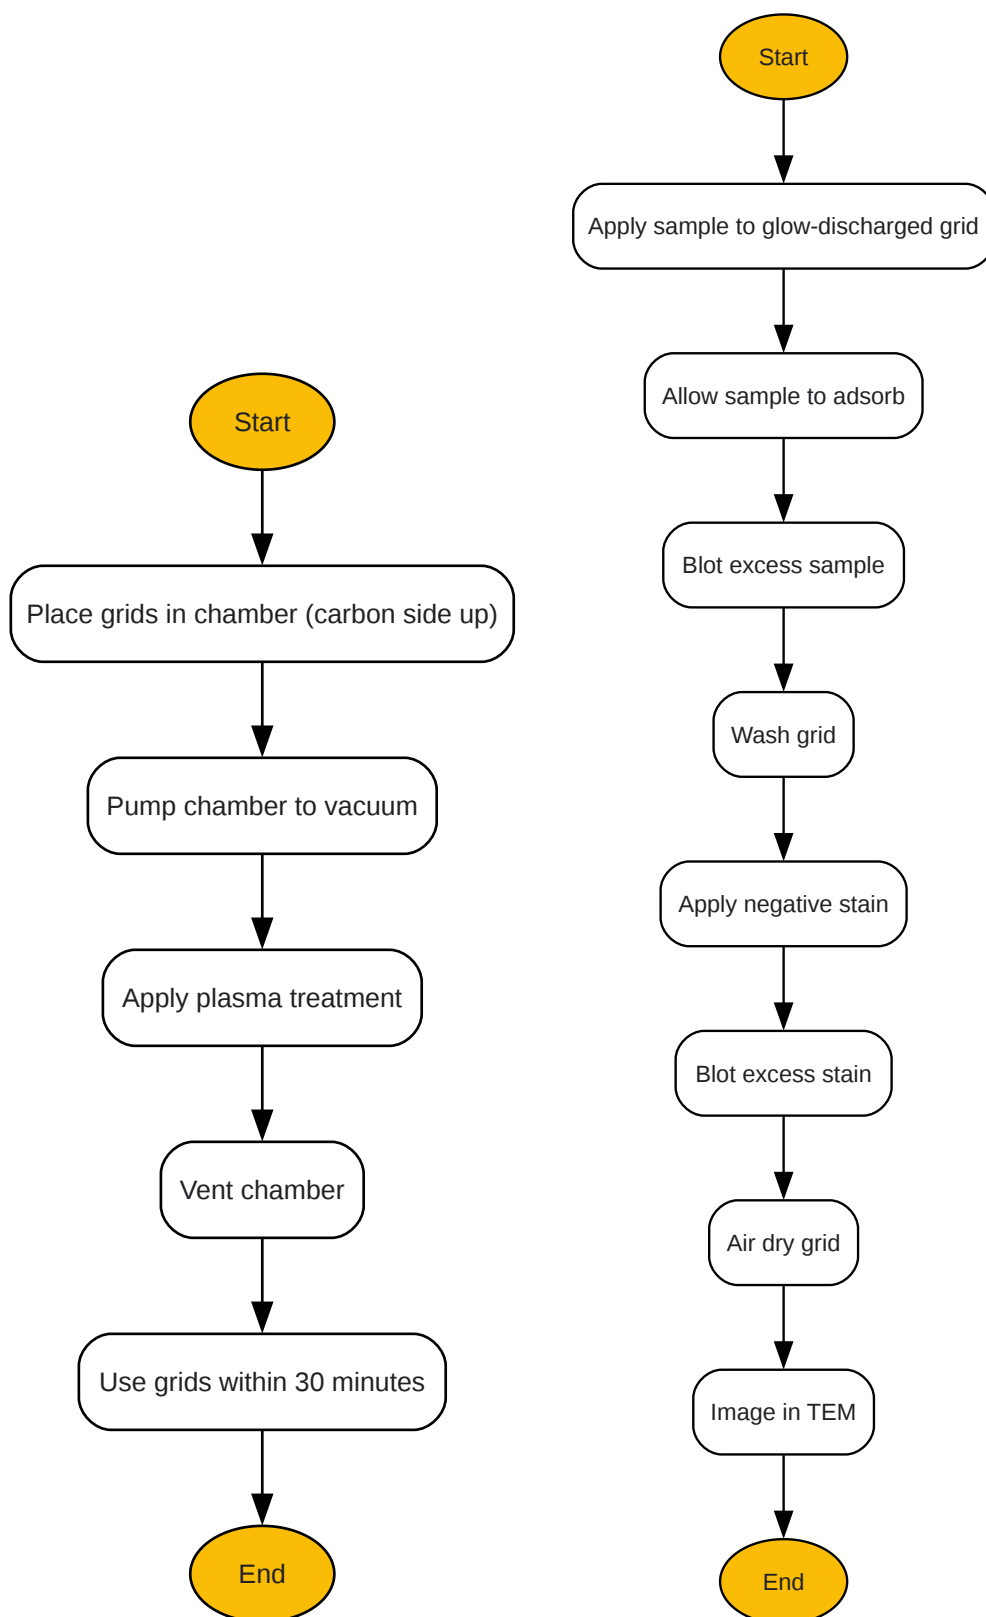 Start
Place grids in chamber (carbon side up)
Pump chamber to vacuum
Apply plasma treatment
Vent chamber
Use grids within 30 minutes
End
Start
Apply sample to glow-discharged grid
Allow sample to adsorb
Blot excess sample
Wash grid
Apply negative stain
Blot excess stain
Air dry grid
Image in TEM
End